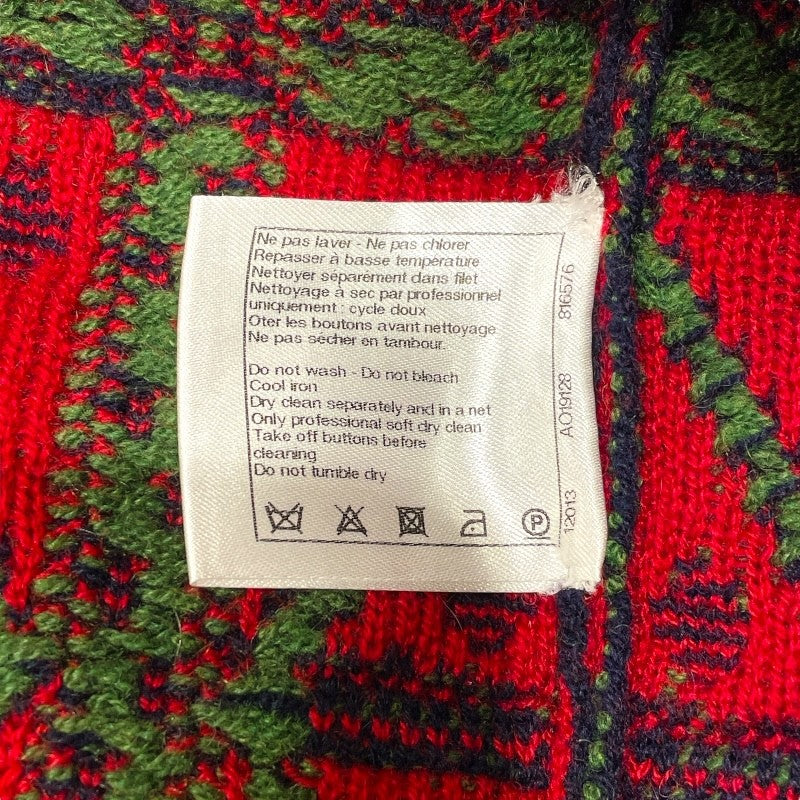 Ne pas laver - Ne pas chlorer
Repasser à basse température
Nettoyer séparément dans filet
Nettoyage à sec par professionnel
uniquement : cycle doux
Oter les boutons avant nettoyage
Ne pas sécher en tambour.
Do not wash - Do not bleach
Cool iron
Dry clean separately and in a net
Only professional soft dry clean
Take off buttons before
cleaning
Do not tumble dry
P
12013 AO19128 816576